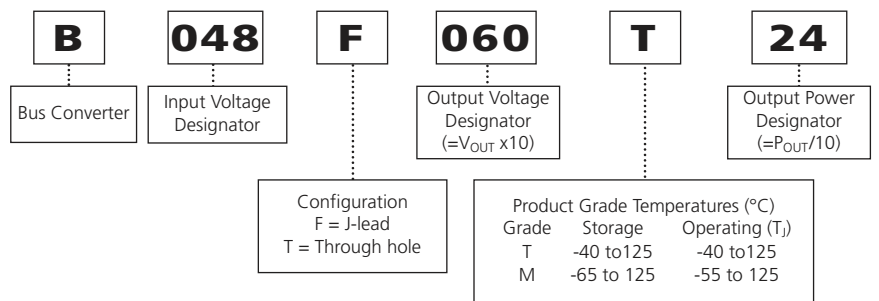 B 048 F 060 T 24
Bus Converter
Input Voltage
Designator
Output Voltage
Designator
(=VOUT x10)
Output Power
Designator
(=POUT/10)
Configuration
F = J-lead
T = Through hole
Product Grade Temperatures (°C)
Grade Storage Operating (TJ)
T -40 to125 -40 to125
M -65 to 125 -55 to 125